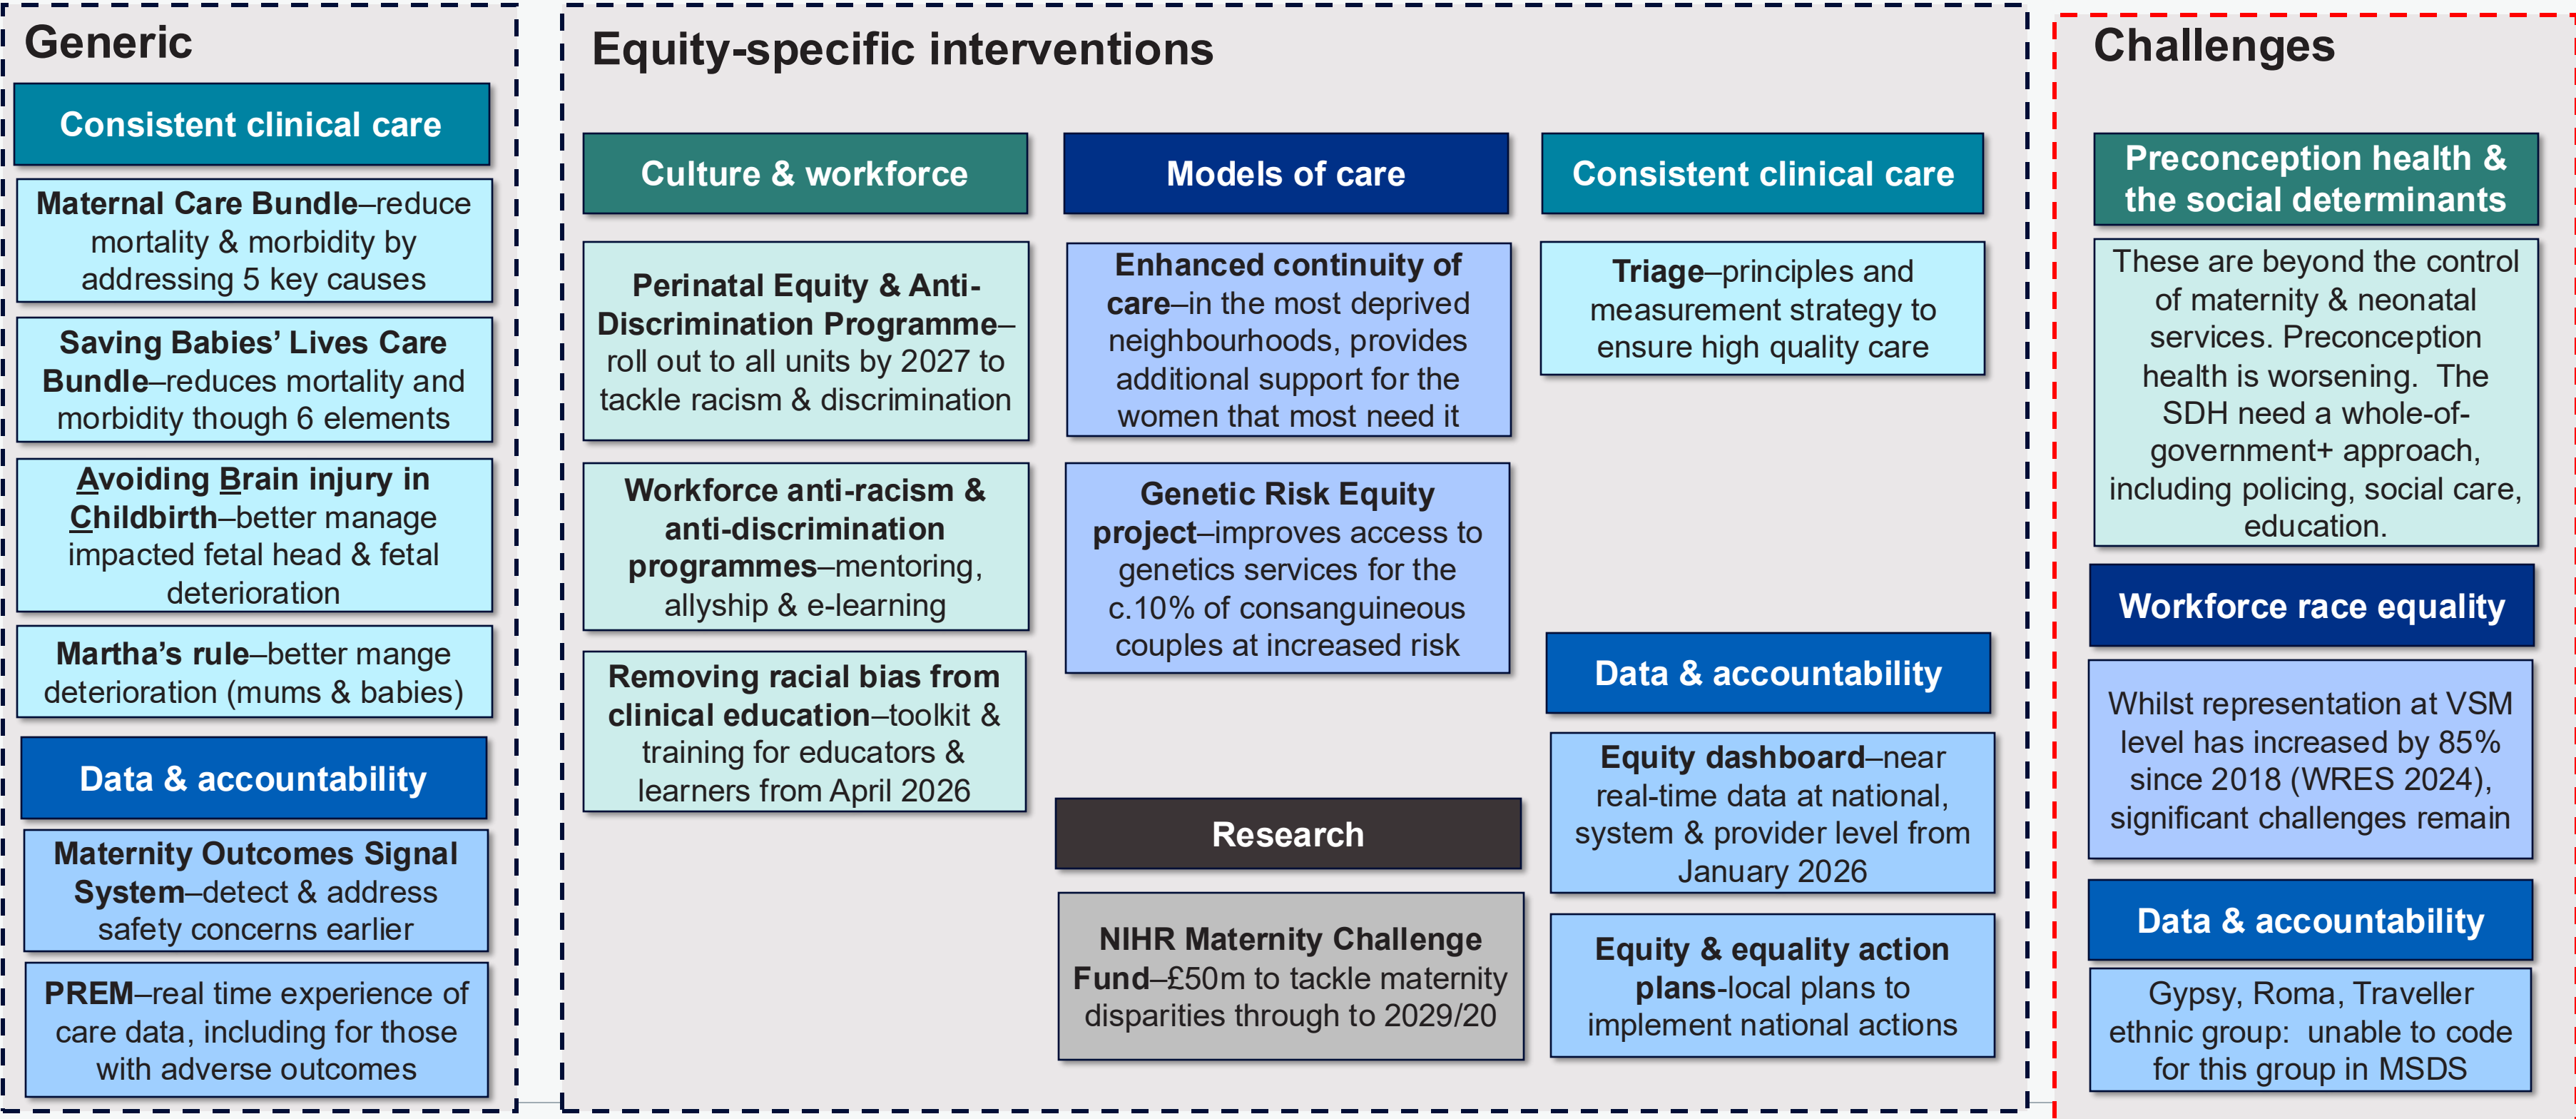 Generic
Consistent clinical care
Maternal Care Bundle–reduce
mortality & morbidity by
addressing 5 key causes
Saving Babies’ Lives Care
Bundle–reduces mortality and
morbidity though 6 elements
Avoiding Brain injury in
Childbirth–better manage
impacted fetal head & fetal
deterioration
Martha’s rule–better mange
deterioration (mums & babies)
Data & accountability
Maternity Outcomes Signal
System–detect & address
safety concerns earlier
PREM–real time experience of
care data, including for those
with adverse outcomes
Equity-specific interventions
Culture & workforce
Perinatal Equity & Anti-
Discrimination Programme–
roll out to all units by 2027 to
tackle racism & discrimination
Workforce anti-racism &
anti-discrimination
programmes–mentoring,
allyship & e-learning
Removing racial bias from
clinical education–toolkit &
training for educators &
learners from April 2026
Models of care
Enhanced continuity of
care–in the most deprived
neighbourhoods, provides
additional support for the
women that most need it
Genetic Risk Equity
project–improves access to
genetics services for the
c.10% of consanguineous
couples at increased risk
Research
NIHR Maternity Challenge
Fund–£50m to tackle maternity
disparities through to 2029/20
Consistent clinical care
Triage–principles and
measurement strategy to
ensure high quality care
Data & accountability
Equity dashboard–near
real-time data at national,
system & provider level from
January 2026
Equity & equality action
plans-local plans to
implement national actions
Challenges
Preconception health &
the social determinants
These are beyond the control
of maternity & neonatal
services. Preconception
health is worsening.  The
SDH need a whole-of-
government+ approach,
including policing, social care,
education.
Workforce race equality
Whilst representation at VSM
level has increased by 85%
since 2018 (WRES 2024),
significant challenges remain
Data & accountability
Gypsy, Roma, Traveller
ethnic group:  unable to code
for this group in MSDS